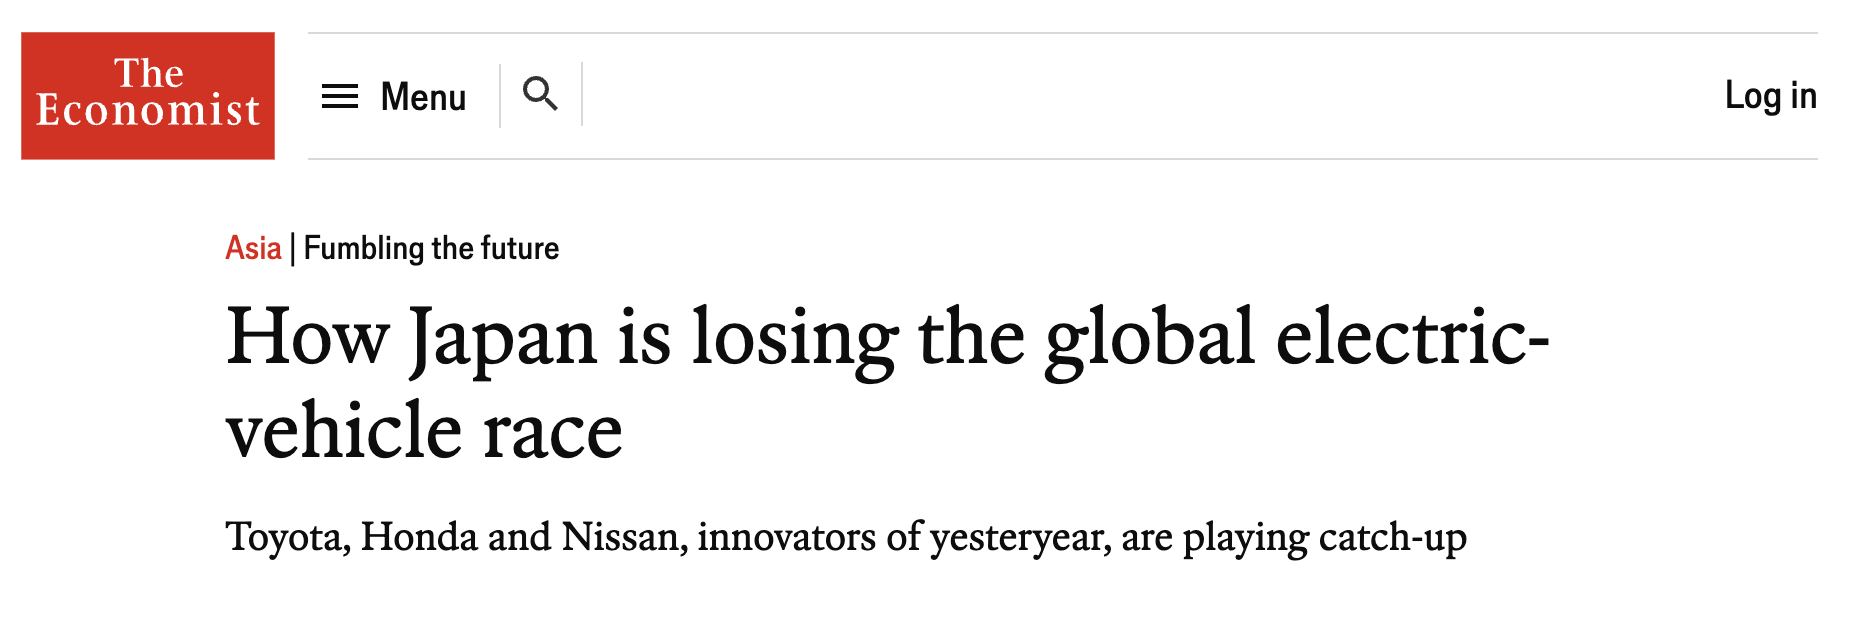 The
Economist
Menu
Log in
Asia | Fumbling the future
How Japan is losing the global electric-
vehicle race
Toyota, Honda and Nissan, innovators of yesteryear, are playing catch-up